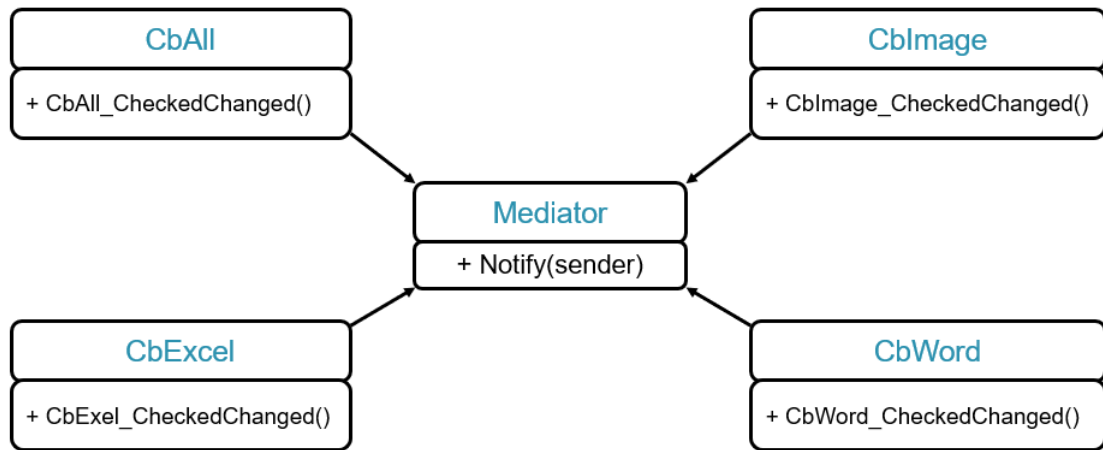 CbAll
+ CbAll_CheckedChanged()
CbImage
+ CbImage_CheckedChanged()
Mediator
+ Notify(sender)
CbExcel
+ CbExel_CheckedChanged()
CbWord
+ CbWord_CheckedChanged()